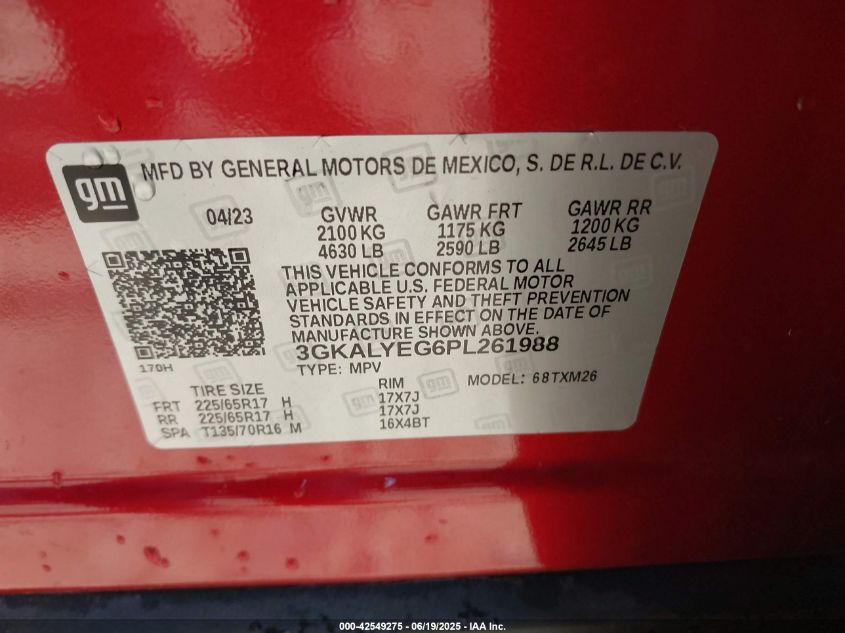 gm
MFD BY GENERAL MOTORS DE MEXICO, S. DE R.L. DE C.V.
04/23 GVWR GAWR FRT GAWR RR
2100 KG 1175 KG 1200 KG
4630 LB 2590 LB 2645 LB
THIS VEHICLE CONFORMS TO ALL
APPLICABLE U.S. FEDERAL MOTOR
VEHICLE SAFETY AND THEFT PREVENTION
STANDARDS IN EFFECT ON THE DATE OF
MANUFACTURE SHOWN ABOVE.
3GKALYEG6PL261988
170H
TYPE: MPV MODEL: 68TXM26
TIRE SIZE RIM
FRT 225/65R17 H 17X7J
RR 225/65R17 H 17X7J
SPA T135/70R16 M 16X4BT
000-42549275 - 06/19/2025 - IAA Inc.